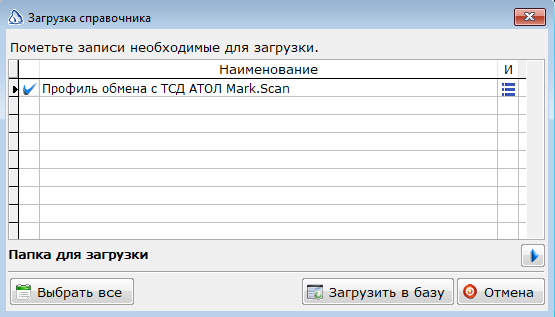 Загрузка справочника
Пометьте записи необходимые для загрузки.
Наименование И
Профиль обмена с ТСД АТОЛ Mark.Scan
Папка для загрузки
Выбрать все Загрузить в базу Отмена